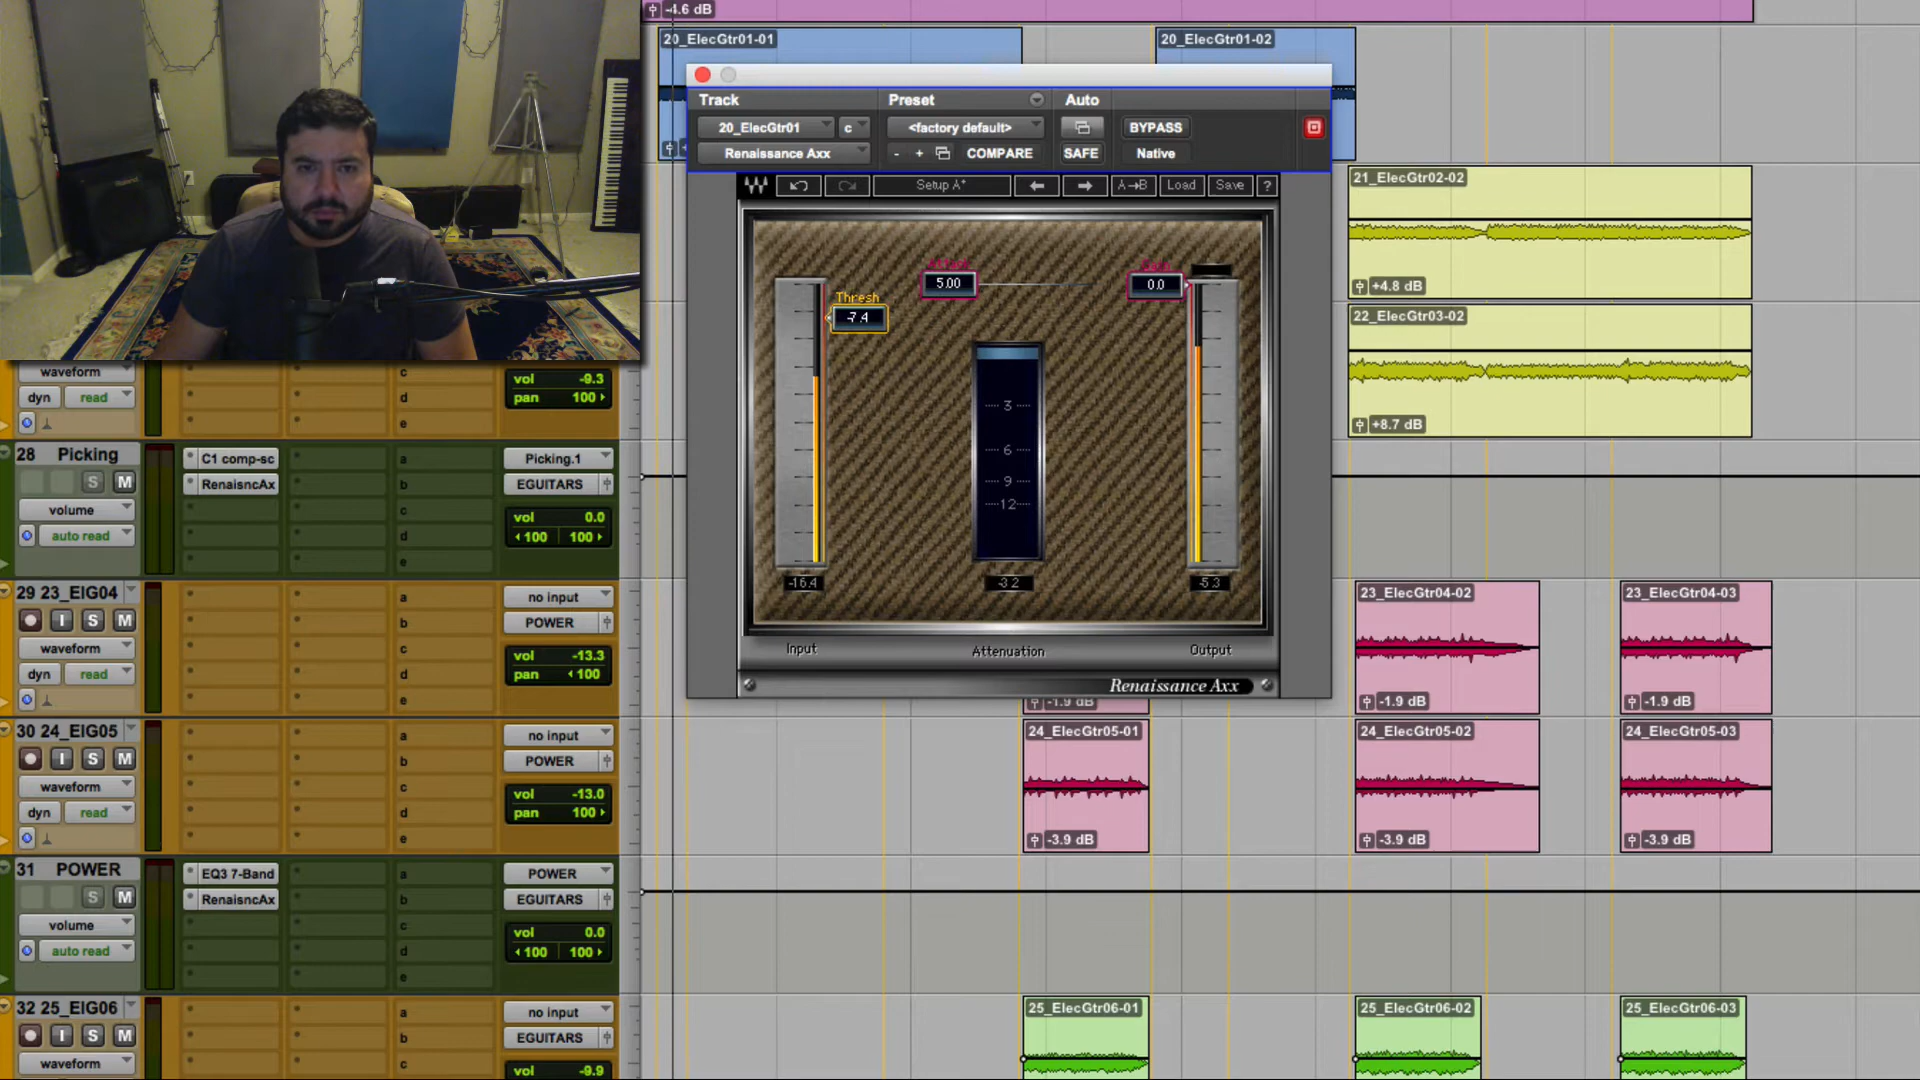 -4.6 dB
20_ElecGtr01-01
20_ElecGtr01-02
Track
Preset
Auto
20_ElecGtr01
c
<factory default>
BYPASS
Renaissance Axx
-
+
COMPARE
SAFE
Native
Setup A*
A→B
Load
Save
?
Attack
5.00
Gain
0.0
Thresh
-7.4
3
6
9
12
-16.4
-3.2
-5.3
Input
Attenuation
Output
Renaissance Axx
21_ElecGtr02-02
+4.8 dB
22_ElecGtr03-02
+8.7 dB
waveform
c
vol -9.3
dyn read
d
pan 100
e
28 Picking
C1 comp-sc
a
Picking.1
S M
RenaisncAx
b
EGUITARS
volume
c
vol 0.0
auto read
d
100 100
e
29 23_EIG04
a
no input
I S M
b
POWER
waveform
c
vol -13.3
dyn read
d
pan 100
e
23_ElecGtr04-02
23_ElecGtr04-03
-1.9 dB
-1.9 dB
-1.9 dB
30 24_EIG05
a
no input
I S M
b
POWER
waveform
c
vol -13.0
dyn read
d
pan 100
e
24_ElecGtr05-01
24_ElecGtr05-02
24_ElecGtr05-03
-3.9 dB
-3.9 dB
-3.9 dB
31 POWER
EQ3 7-Band
a
POWER
S M
RenaisncAx
b
EGUITARS
volume
c
vol 0.0
auto read
d
100 100
e
32 25_EIG06
a
no input
I S M
b
EGUITARS
waveform
c
vol -9.9
25_ElecGtr06-01
25_ElecGtr06-02
25_ElecGtr06-03